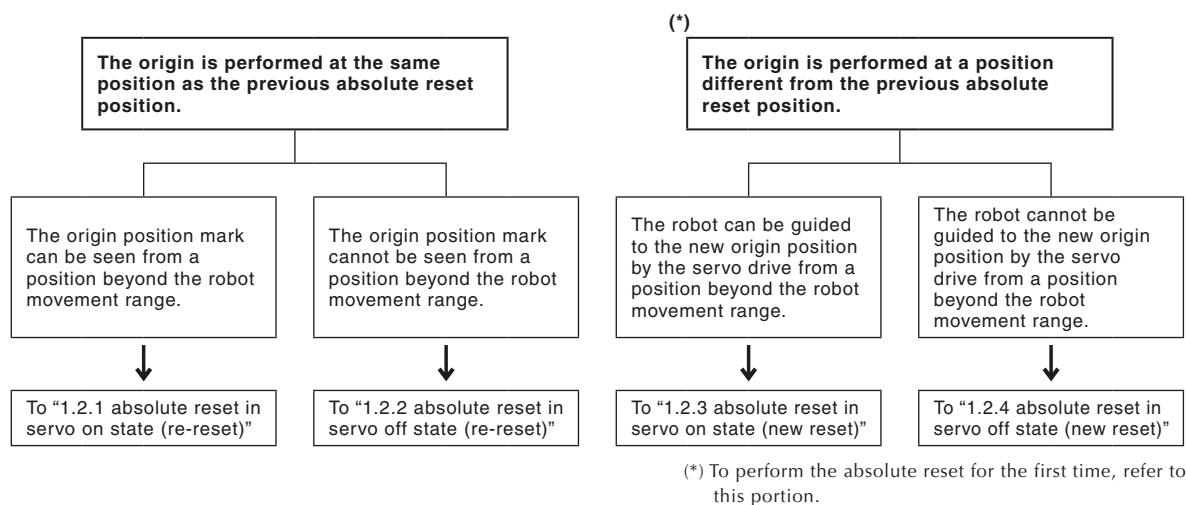 (*)
The origin is performed at the same
position as the previous absolute reset
position.
The origin position mark
can be seen from a
position beyond the robot
movement range.
To “1.2.1 absolute reset in
servo on state (re-reset)”
The origin position mark
cannot be seen from a
position beyond the robot
movement range.
To “1.2.2 absolute reset in
servo off state (re-reset)”
The origin is performed at a position
different from the previous absolute
reset position.
The robot can be guided
to the new origin position
by the servo drive from a
position beyond the robot
movement range.
To “1.2.3 absolute reset in
servo on state (new reset)”
The robot cannot be
guided to the new origin
position by the servo
drive from a position
beyond the robot
movement range.
To “1.2.4 absolute reset in
servo off state (new reset)”
(*) To perform the absolute reset for the first time, refer to
this portion.